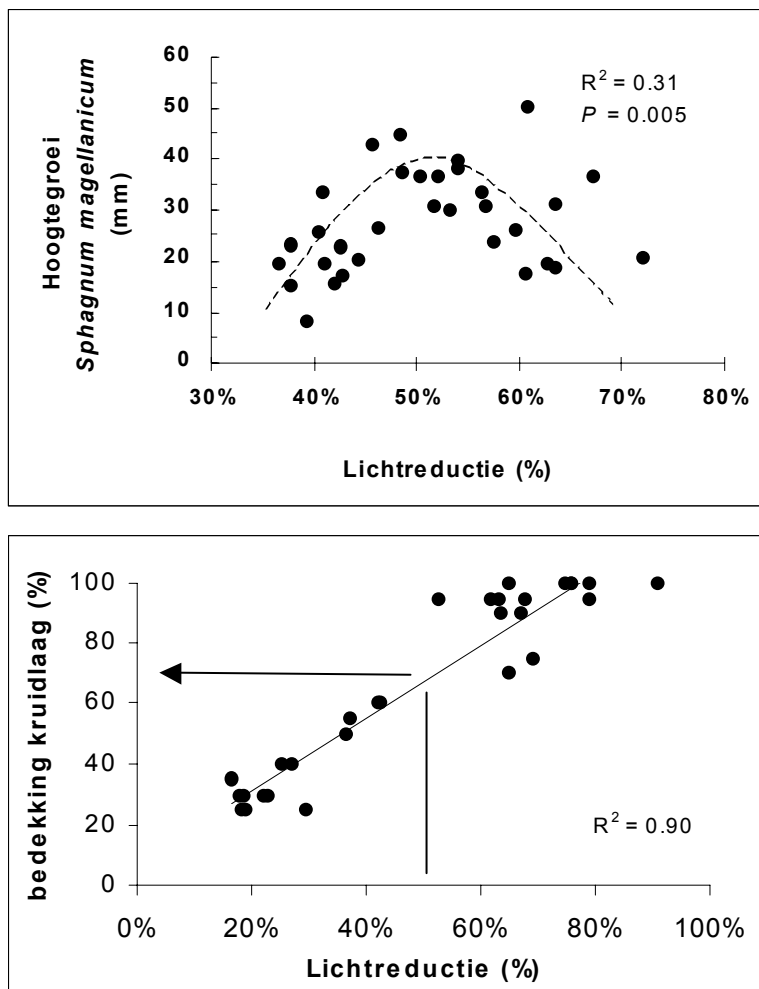 60
50
40
30
20
10
0
Hoogtegroei
Sphagnum magellanicum
(mm)
R² = 0.31
P = 0.005
30% 40% 50% 60% 70% 80%
Lichtreductie (%)
100
80
60
40
20
0
bedekking kruidlaag (%)
R² = 0.90
0% 20% 40% 60% 80% 100%
Lichtreductie (%)